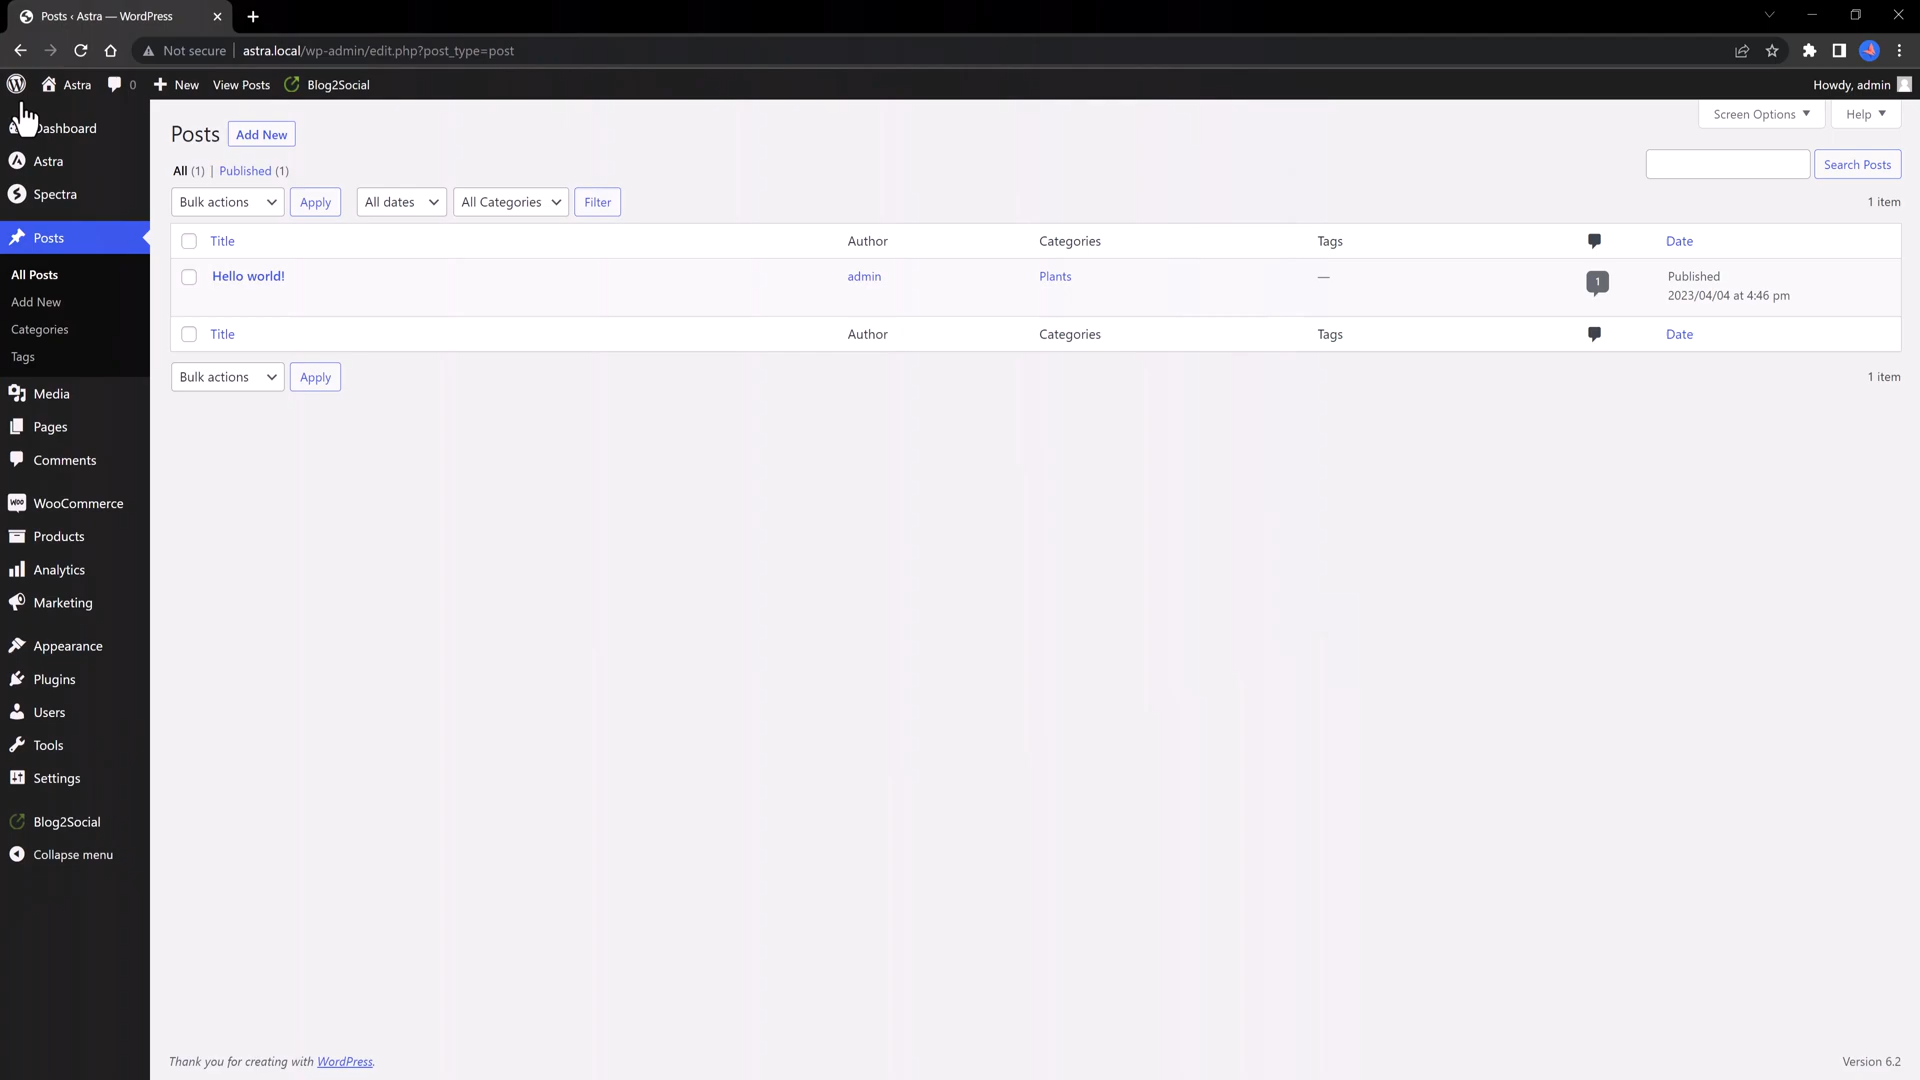 Posts ‹ Astra — WordPress
Not secure
astra.local/wp-admin/edit.php?post_type=post
Astra
0
New
View Posts
Blog2Social
Howdy, admin
Dashboard
Astra
Spectra
Posts
All Posts
Add New
Categories
Tags
Media
Pages
Comments
WooCommerce
Products
Analytics
Marketing
Appearance
Plugins
Users
Tools
Settings
Blog2Social
Collapse menu
Screen Options
Help
Posts
Add New
All (1) | Published (1)
Search Posts
Bulk actions
Apply
All dates
All Categories
Filter
1 item
Title
Author
Categories
Tags
Date
Hello world!
admin
Plants
—
1
Published
2023/04/04 at 4:46 pm
Title
Author
Categories
Tags
Date
Bulk actions
Apply
1 item
Thank you for creating with WordPress.
Version 6.2